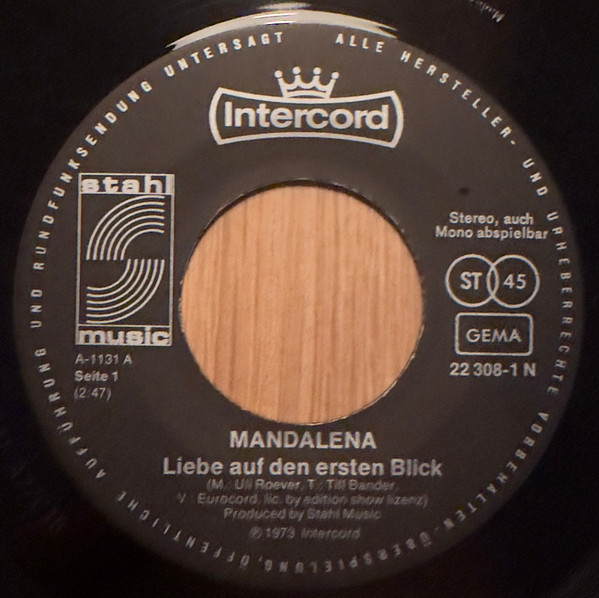 ALLE HERSTELLER- UND URHEBERRECHTE VORBEHALTEN. ÜBERSPIELUNG, ÖFFENTLICHE AUFFÜHRUNG UND RUNDFUNKSENDUNG UNTERSAGT
Intercord
stahl
music
A-1131 A
Seite 1
(2:47)
Stereo, auch
Mono abspielbar
ST 45
GEMA
22 308-1 N
MANDALENA
Liebe auf den ersten Blick
(M.: Uli Roever, T.: Till Bander,
V.: Eurocord, lic. by edition show lizenz)
Produced by Stahl Music
℗ 1973 Intercord